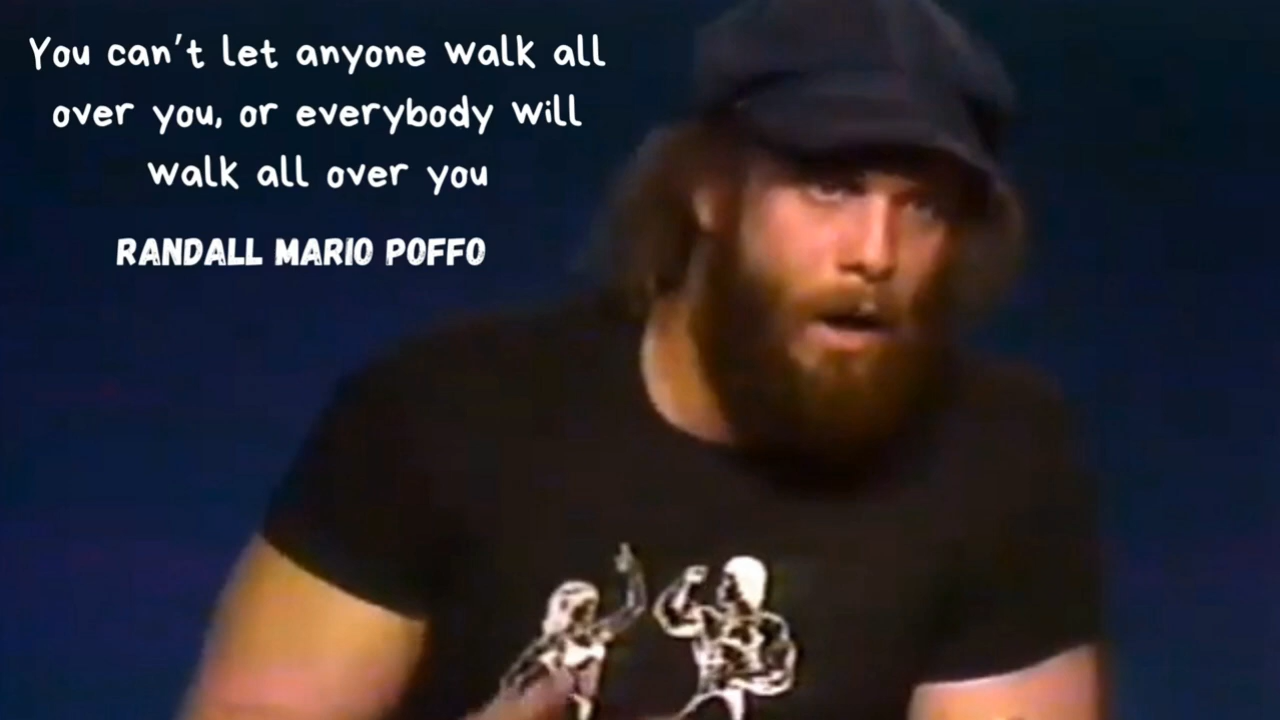 You can't let anyone walk all
over you, or everybody will
walk all over you
RANDALL MARIO POFFO